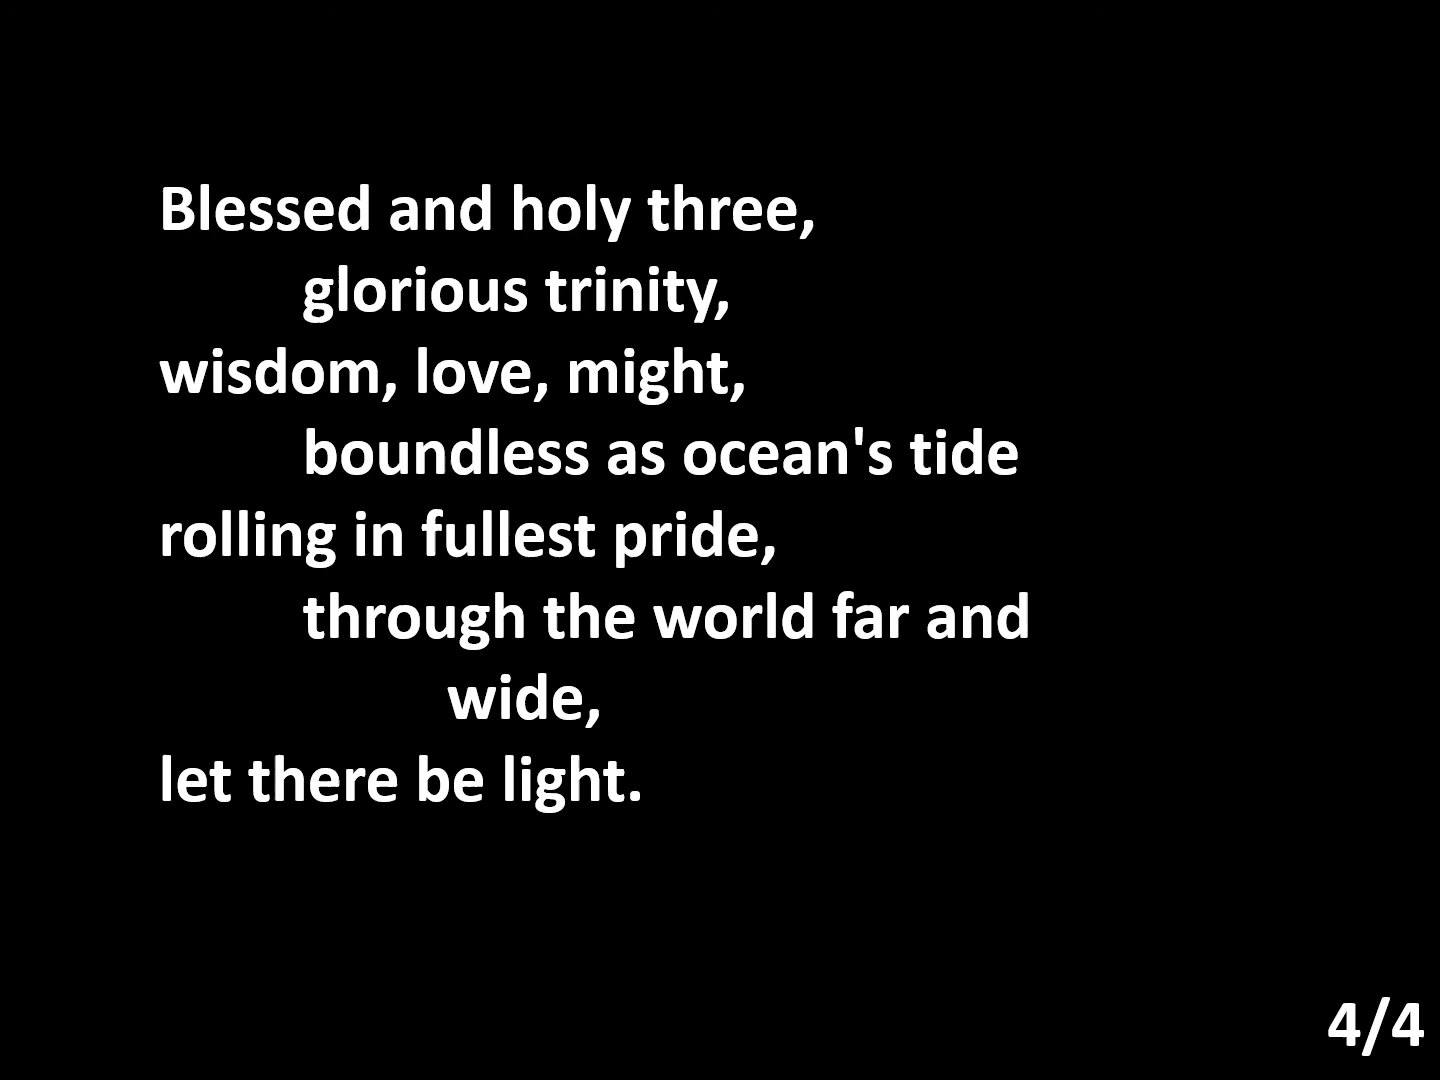 Blessed and holy three,
glorious trinity,
wisdom, love, might,
boundless as ocean's tide
rolling in fullest pride,
through the world far and
wide,
let there be light.
4/4